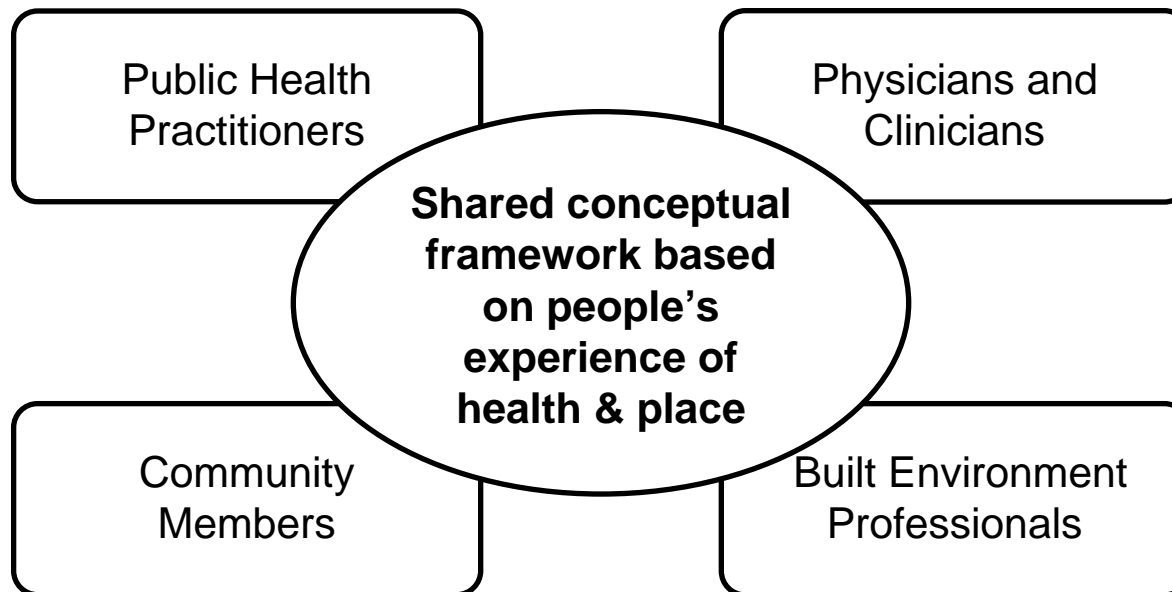 Public Health
Practitioners
Physicians and
Clinicians
Shared conceptual
framework based
on people’s
experience of
health & place
Community
Members
Built Environment
Professionals